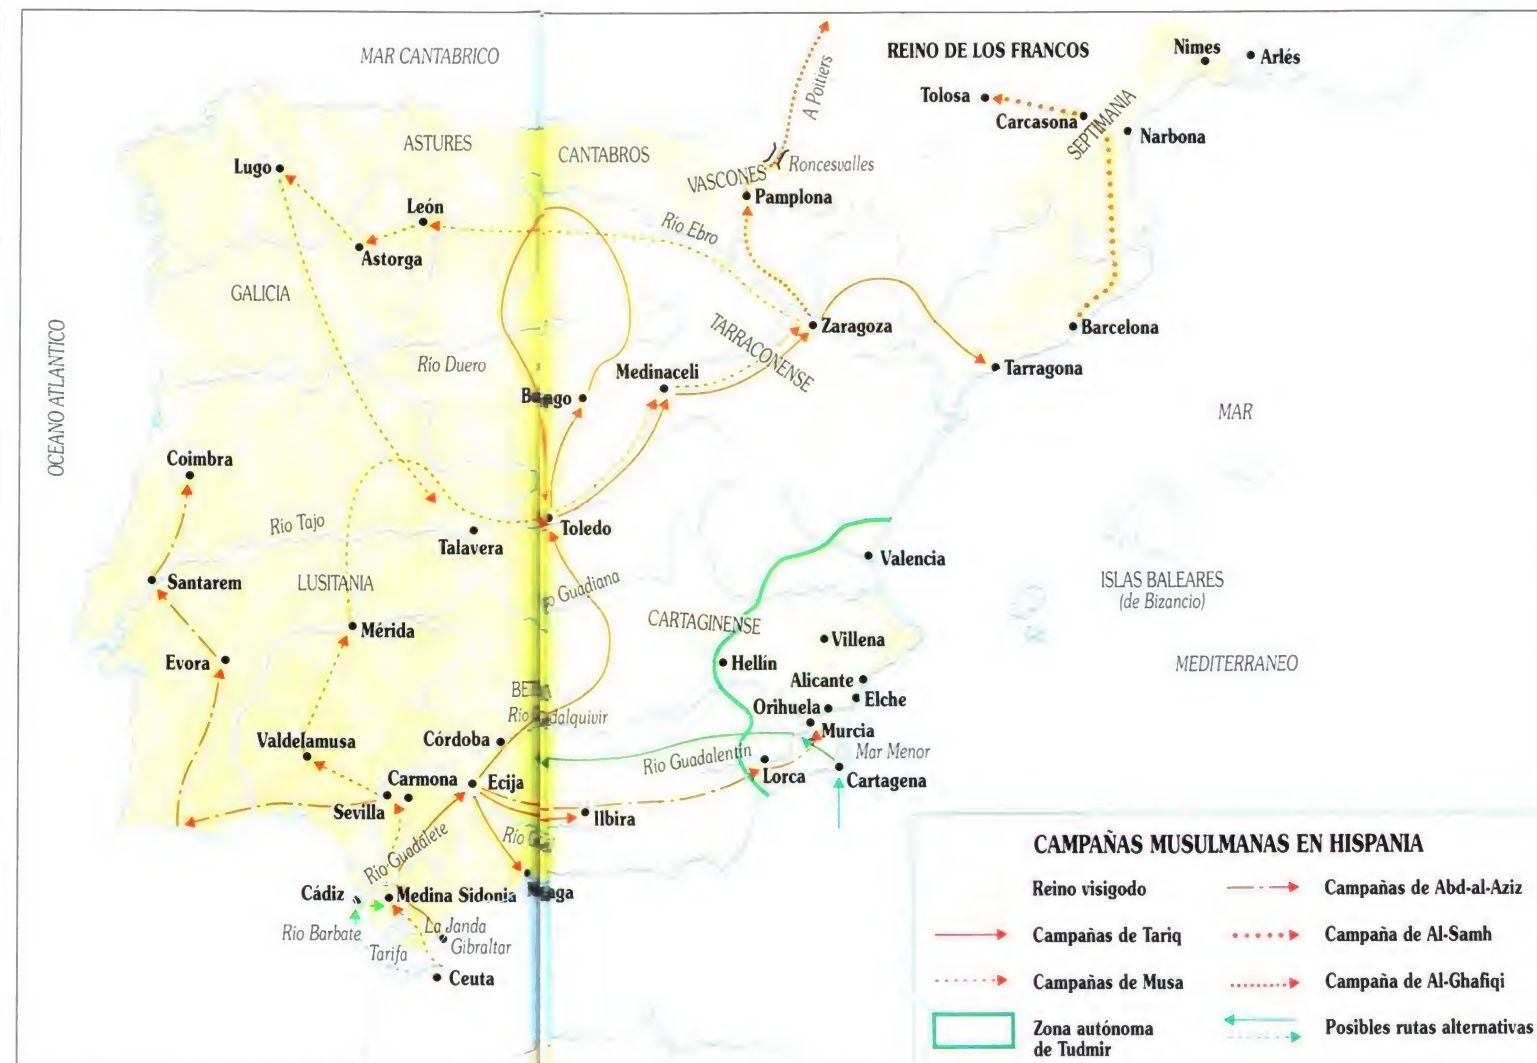 MAR CANTABRICO
REINO DE LOS FRANCOS
Nimes
Arlés
A Poitiers
Tolosa
Carcasona
SEPTIMANIA
Narbona
ASTURES
CANTABROS
Lugo
VASCONES
Roncesvalles
Pamplona
León
Río Ebro
Astorga
GALICIA
Zaragoza
Barcelona
OCEANO ATLANTICO
TARRACONENSE
Río Duero
Medinaceli
Tarragona
MAR
Coimbra
Río Tajo
Toledo
Talavera
Valencia
Santarem
LUSITANIA
Guadiana
ISLAS BALEARES
(de Bizancio)
CARTAGINENSE
Mérida
Villena
Evora
Hellín
MEDITERRANEO
Alicante
Elche
Orihuela
Río
Murcia
Valdelamusa
Córdoba
Río Guadalentín
Mar Menor
Carmona
Ecija
Lorca
Cartagena
Sevilla
Ilbira
Río Guadalete
Río
Cádiz
Medina Sidonia
Río Barbate
La Janda
Tarifa
Gibraltar
Ceuta
CAMPAÑAS MUSULMANAS EN HISPANIA
Reino visigodo
Campañas de Abd-al-Aziz
Campañas de Tariq
Campaña de Al-Samh
Campañas de Musa
Campaña de Al-Ghafiqi
Zona autónoma
de Tudmir
Posibles rutas alternativas